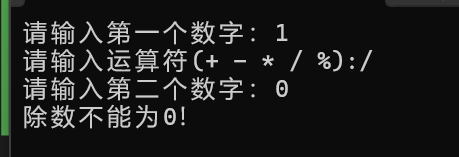 请输入第一个数字: 1
请输入运算符(+ - * / %):/
请输入第二个数字: 0
除数不能为0!